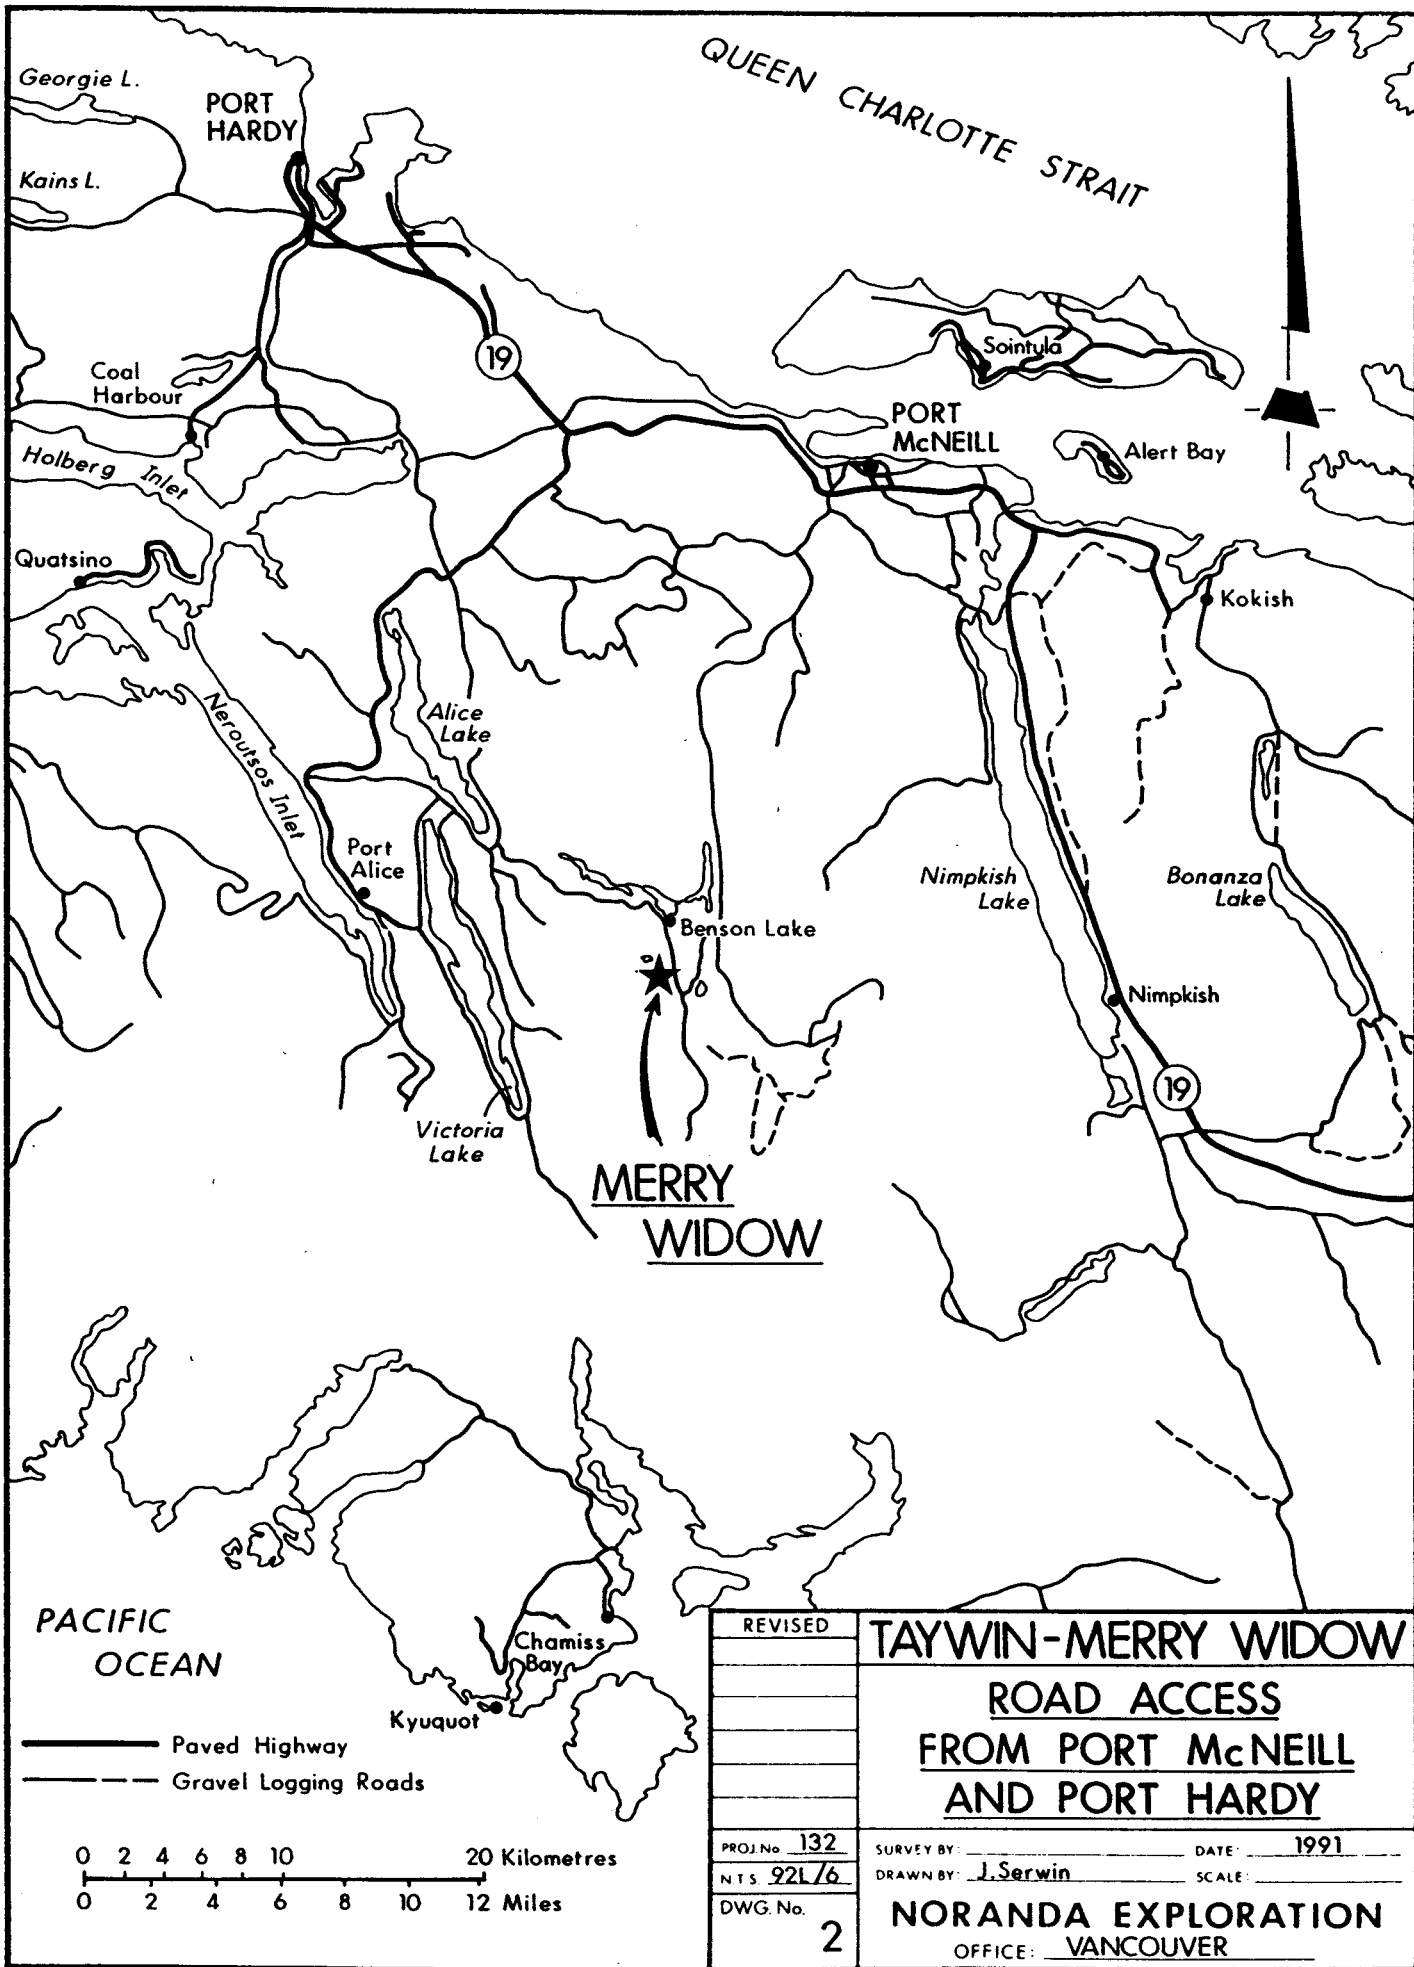 QUEEN CHARLOTTE STRAIT
Georgie L.
PORT
HARDY
Kains L.
19
Sointula
Coal
Harbour
PORT
McNEILL
Alert Bay
Holberg Inlet
Quatsino
Kokish
Neroutsos Inlet
Alice
Lake
Port
Alice
Nimpkish
Lake
Bonanza
Lake
Benson Lake
Nimpkish
19
Victoria
Lake
MERRY
WIDOW
PACIFIC
OCEAN
Chamiss
Bay
Kyuquot
Paved Highway
Gravel Logging Roads
0 2 4 6 8 10 20 Kilometres
0 2 4 6 8 10 12 Miles
REVISED
TAYWIN-MERRY WIDOW
ROAD ACCESS
FROM PORT McNEILL
AND PORT HARDY
PROJ. No. 132
N T S. 92L/6
DWG. No.
2
SURVEY BY: DATE: 1991
DRAWN BY: J.Serwin SCALE:
NORANDA EXPLORATION
OFFICE: VANCOUVER